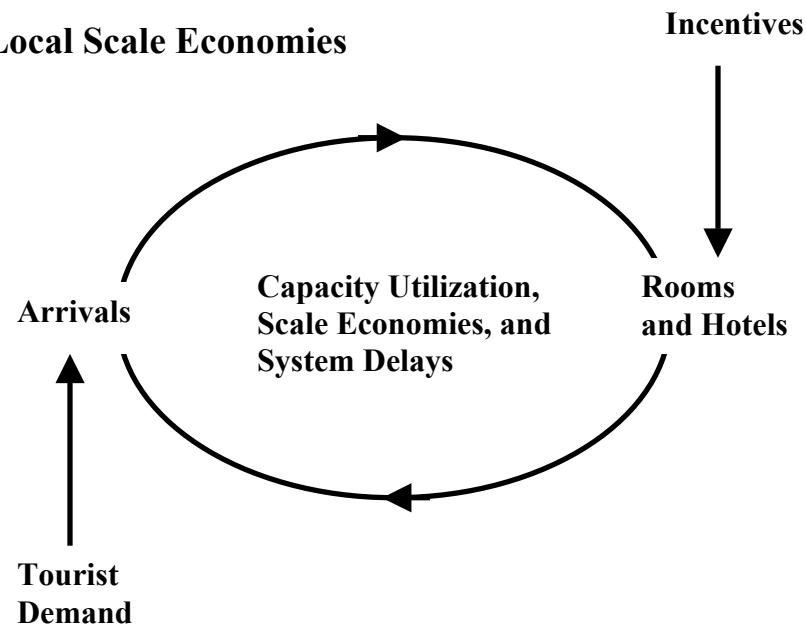 Local Scale Economies
Incentives
Arrivals
Capacity Utilization,
Scale Economies, and
System Delays
Rooms
and Hotels
Tourist
Demand